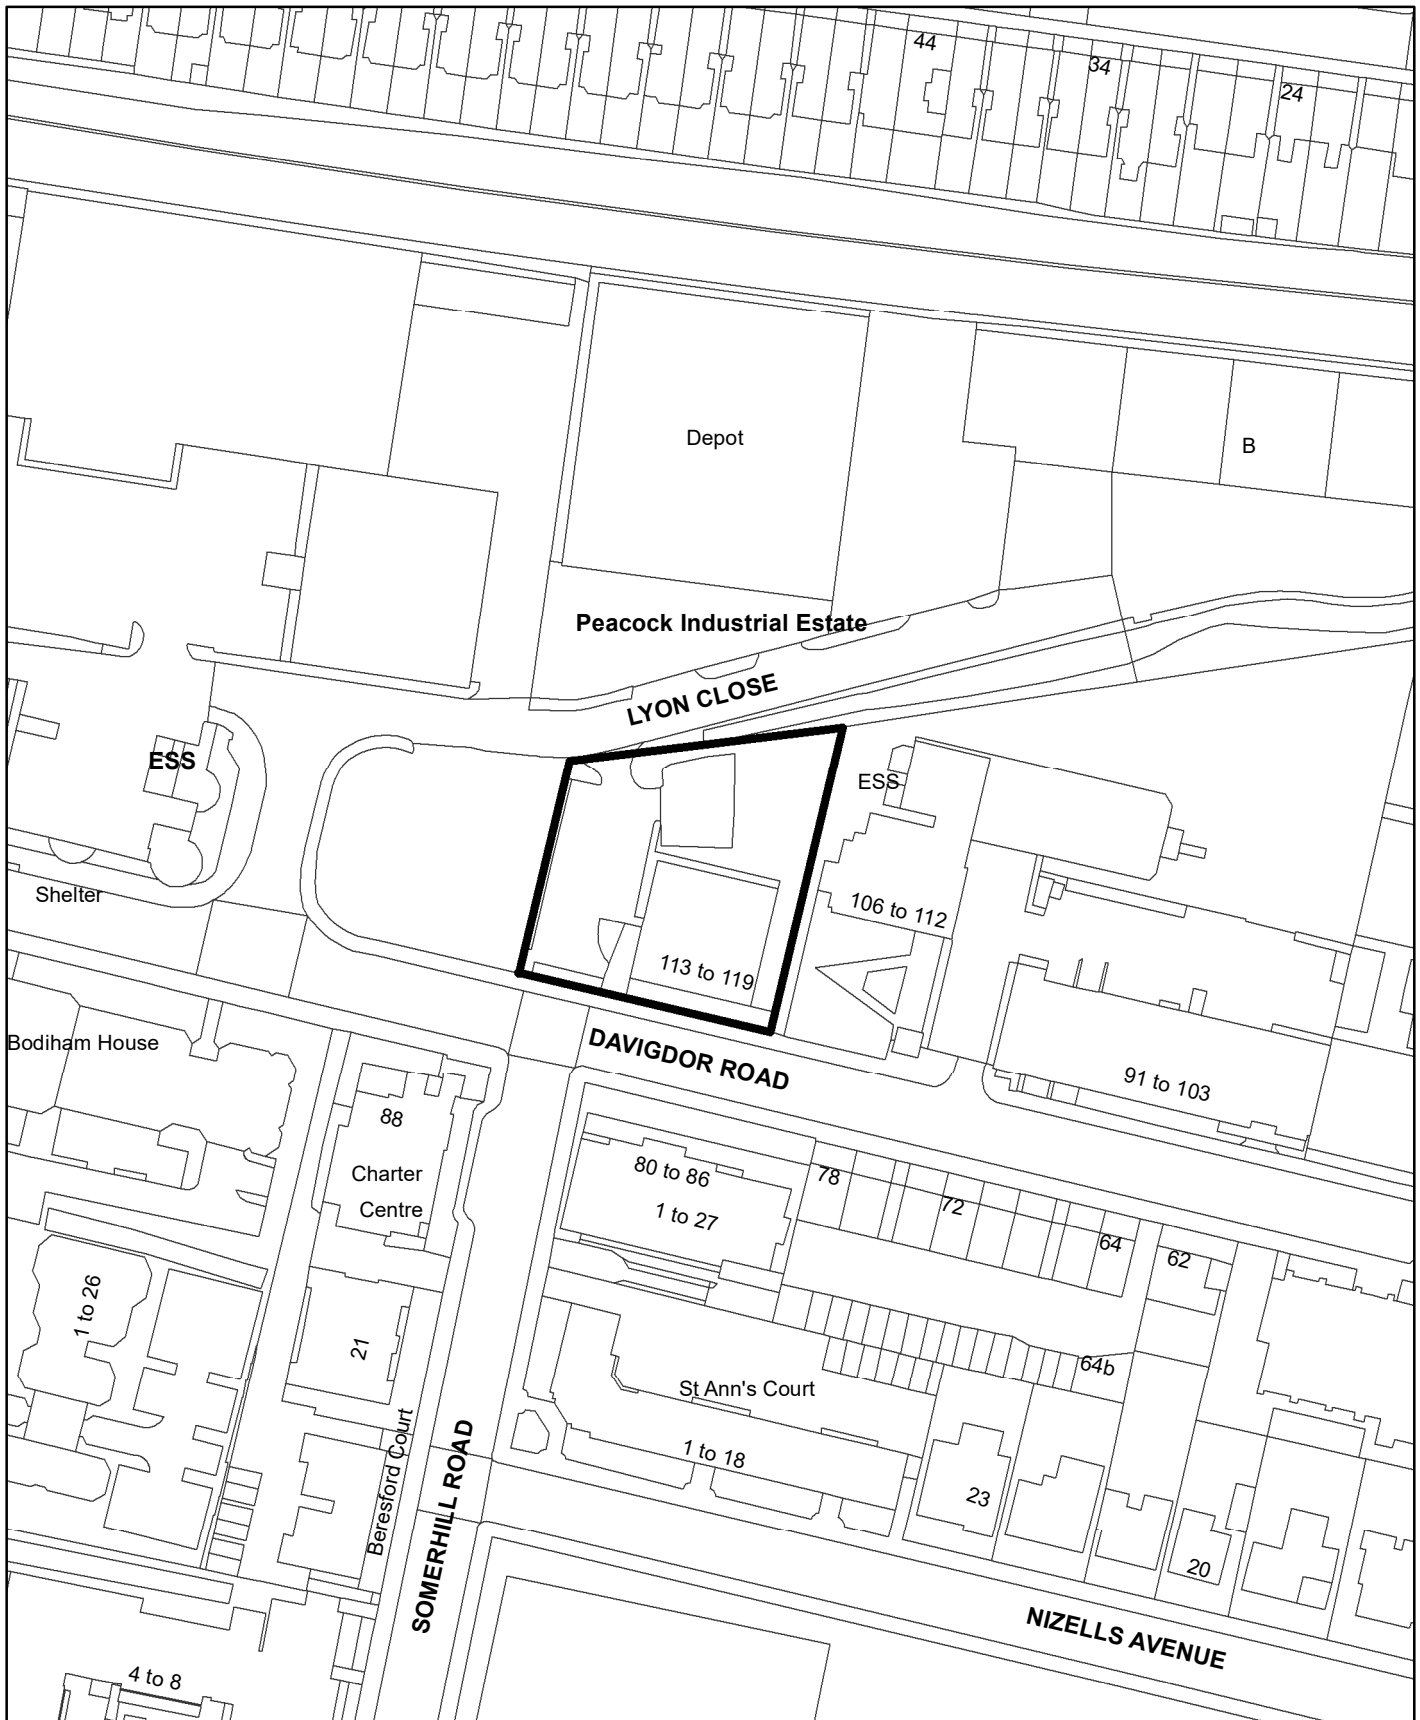 44
34
24
Depot
B
Peacock Industrial Estate
LYON CLOSE
ESS
ESS
Shelter
106 to 112
113 to 119
Bodiham House
DAVIGDOR ROAD
91 to 103
88
Charter
Centre
80 to 86
1 to 27
78
72
64
62
1 to 26
21
64b
St Ann's Court
1 to 18
Beresford Court
SOMERHILL ROAD
23
20
NIZELLS AVENUE
4 to 8